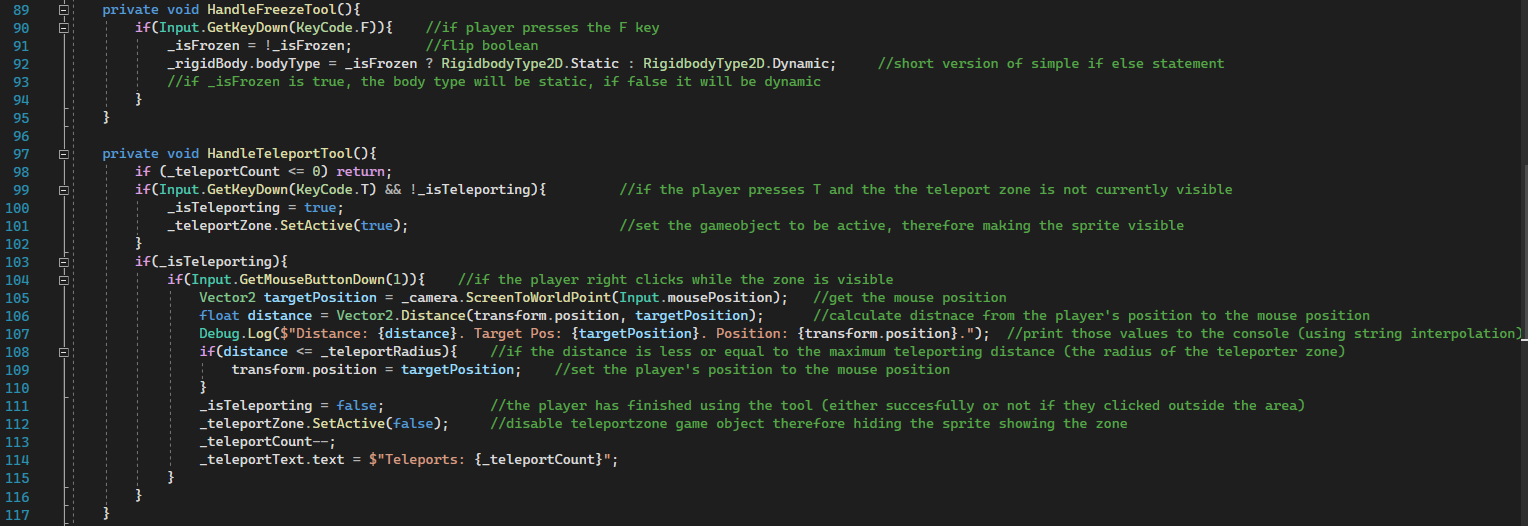 89 private void HandleFreezeTool(){
90 if(Input.GetKeyDown(KeyCode.F)){ //if player presses the F key
91 _isFrozen = !_isFrozen; //flip boolean
92 _rigidBody.bodyType = _isFrozen ? RigidbodyType2D.Static : RigidbodyType2D.Dynamic; //short version of simple if else statement
93 //if _isFrozen is true, the body type will be static, if false it will be dynamic
94 }
95 }
96
97 private void HandleTeleportTool(){
98 if (_teleportCount <= 0) return;
99 if(Input.GetKeyDown(KeyCode.T) && !_isTeleporting){ //if the player presses T and the the teleport zone is not currently visible
100 _isTeleporting = true;
101 _teleportZone.SetActive(true); //set the gameobject to be active, therefore making the sprite visible
102 }
103 if(_isTeleporting){
104 if(Input.GetMouseButtonDown(1)){ //if the player right clicks while the zone is visible
105 Vector2 targetPosition = _camera.ScreenToWorldPoint(Input.mousePosition); //get the mouse position
106 float distance = Vector2.Distance(transform.position, targetPosition); //calculate distnace from the player's position to the mouse position
107 Debug.Log($"Distance: {distance}. Target Pos: {targetPosition}. Position: {transform.position}."); //print those values to the console (using string interpolation)
108 if(distance <= _teleportRadius){ //if the distance is less or equal to the maximum teleporting distance (the radius of the teleporter zone)
109 transform.position = targetPosition; //set the player's position to the mouse position
110 }
111 _isTeleporting = false; //the player has finished using the tool (either succesfully or not if they clicked outside the area)
112 _teleportZone.SetActive(false); //disable teleportzone game object therefore hiding the sprite showing the zone
113 _teleportCount--;
114 _teleportText.text = $"Teleports: {_teleportCount}";
115 }
116 }
117 }